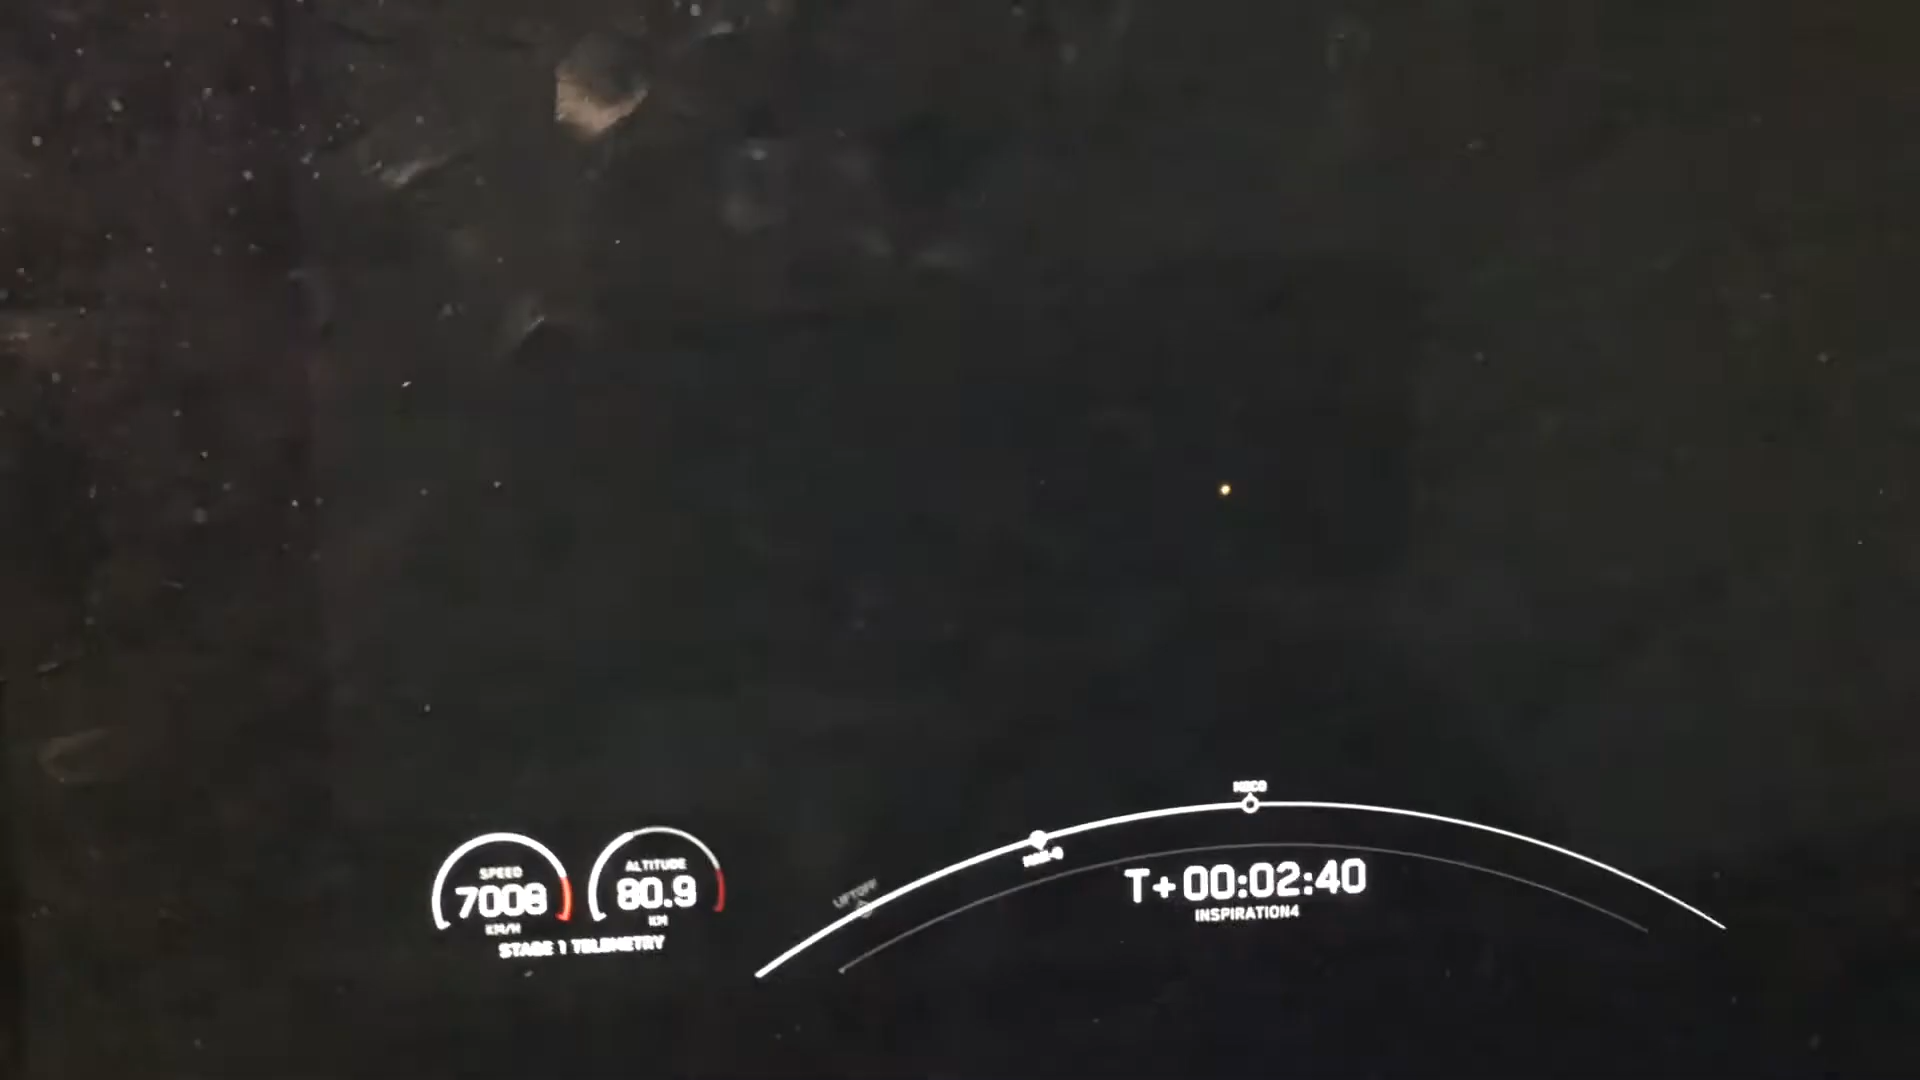 MECO
MAX-Q
SPEED
7008
KM/H
ALTITUDE
80.9
KM
STAGE 1 TELEMETRY
LIFTOFF
T+00:02:40
INSPIRATION4